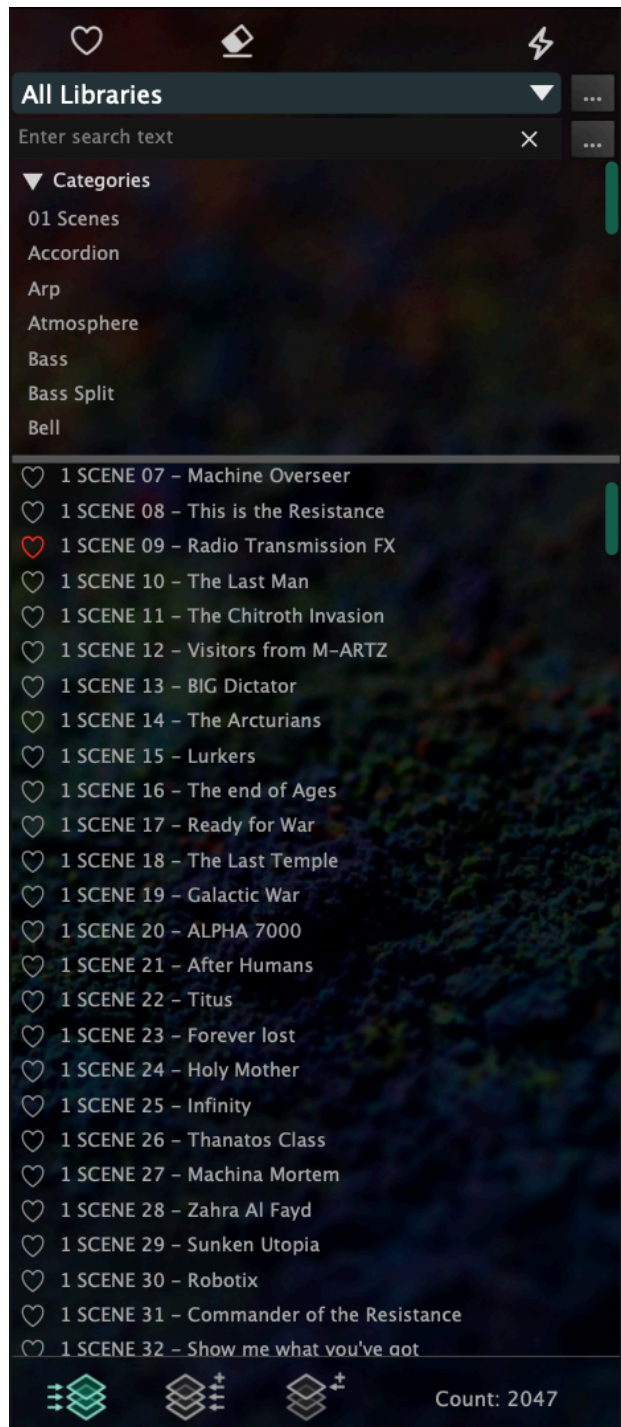 All Libraries
...
Enter search text
...
Categories
01 Scenes
Accordion
Arp
Atmosphere
Bass
Bass Split
Bell
1 SCENE 07 – Machine Overseer
1 SCENE 08 – This is the Resistance
1 SCENE 09 – Radio Transmission FX
1 SCENE 10 – The Last Man
1 SCENE 11 – The Chitroth Invasion
1 SCENE 12 – Visitors from M-ARTZ
1 SCENE 13 – BIG Dictator
1 SCENE 14 – The Arcturians
1 SCENE 15 – Lurkers
1 SCENE 16 – The end of Ages
1 SCENE 17 – Ready for War
1 SCENE 18 – The Last Temple
1 SCENE 19 – Galactic War
1 SCENE 20 – ALPHA 7000
1 SCENE 21 – After Humans
1 SCENE 22 – Titus
1 SCENE 23 – Forever lost
1 SCENE 24 – Holy Mother
1 SCENE 25 – Infinity
1 SCENE 26 – Thanatos Class
1 SCENE 27 – Machina Mortem
1 SCENE 28 – Zahra Al Fayd
1 SCENE 29 – Sunken Utopia
1 SCENE 30 – Robotix
1 SCENE 31 – Commander of the Resistance
1 SCENE 32 – Show me what you've got
Count: 2047